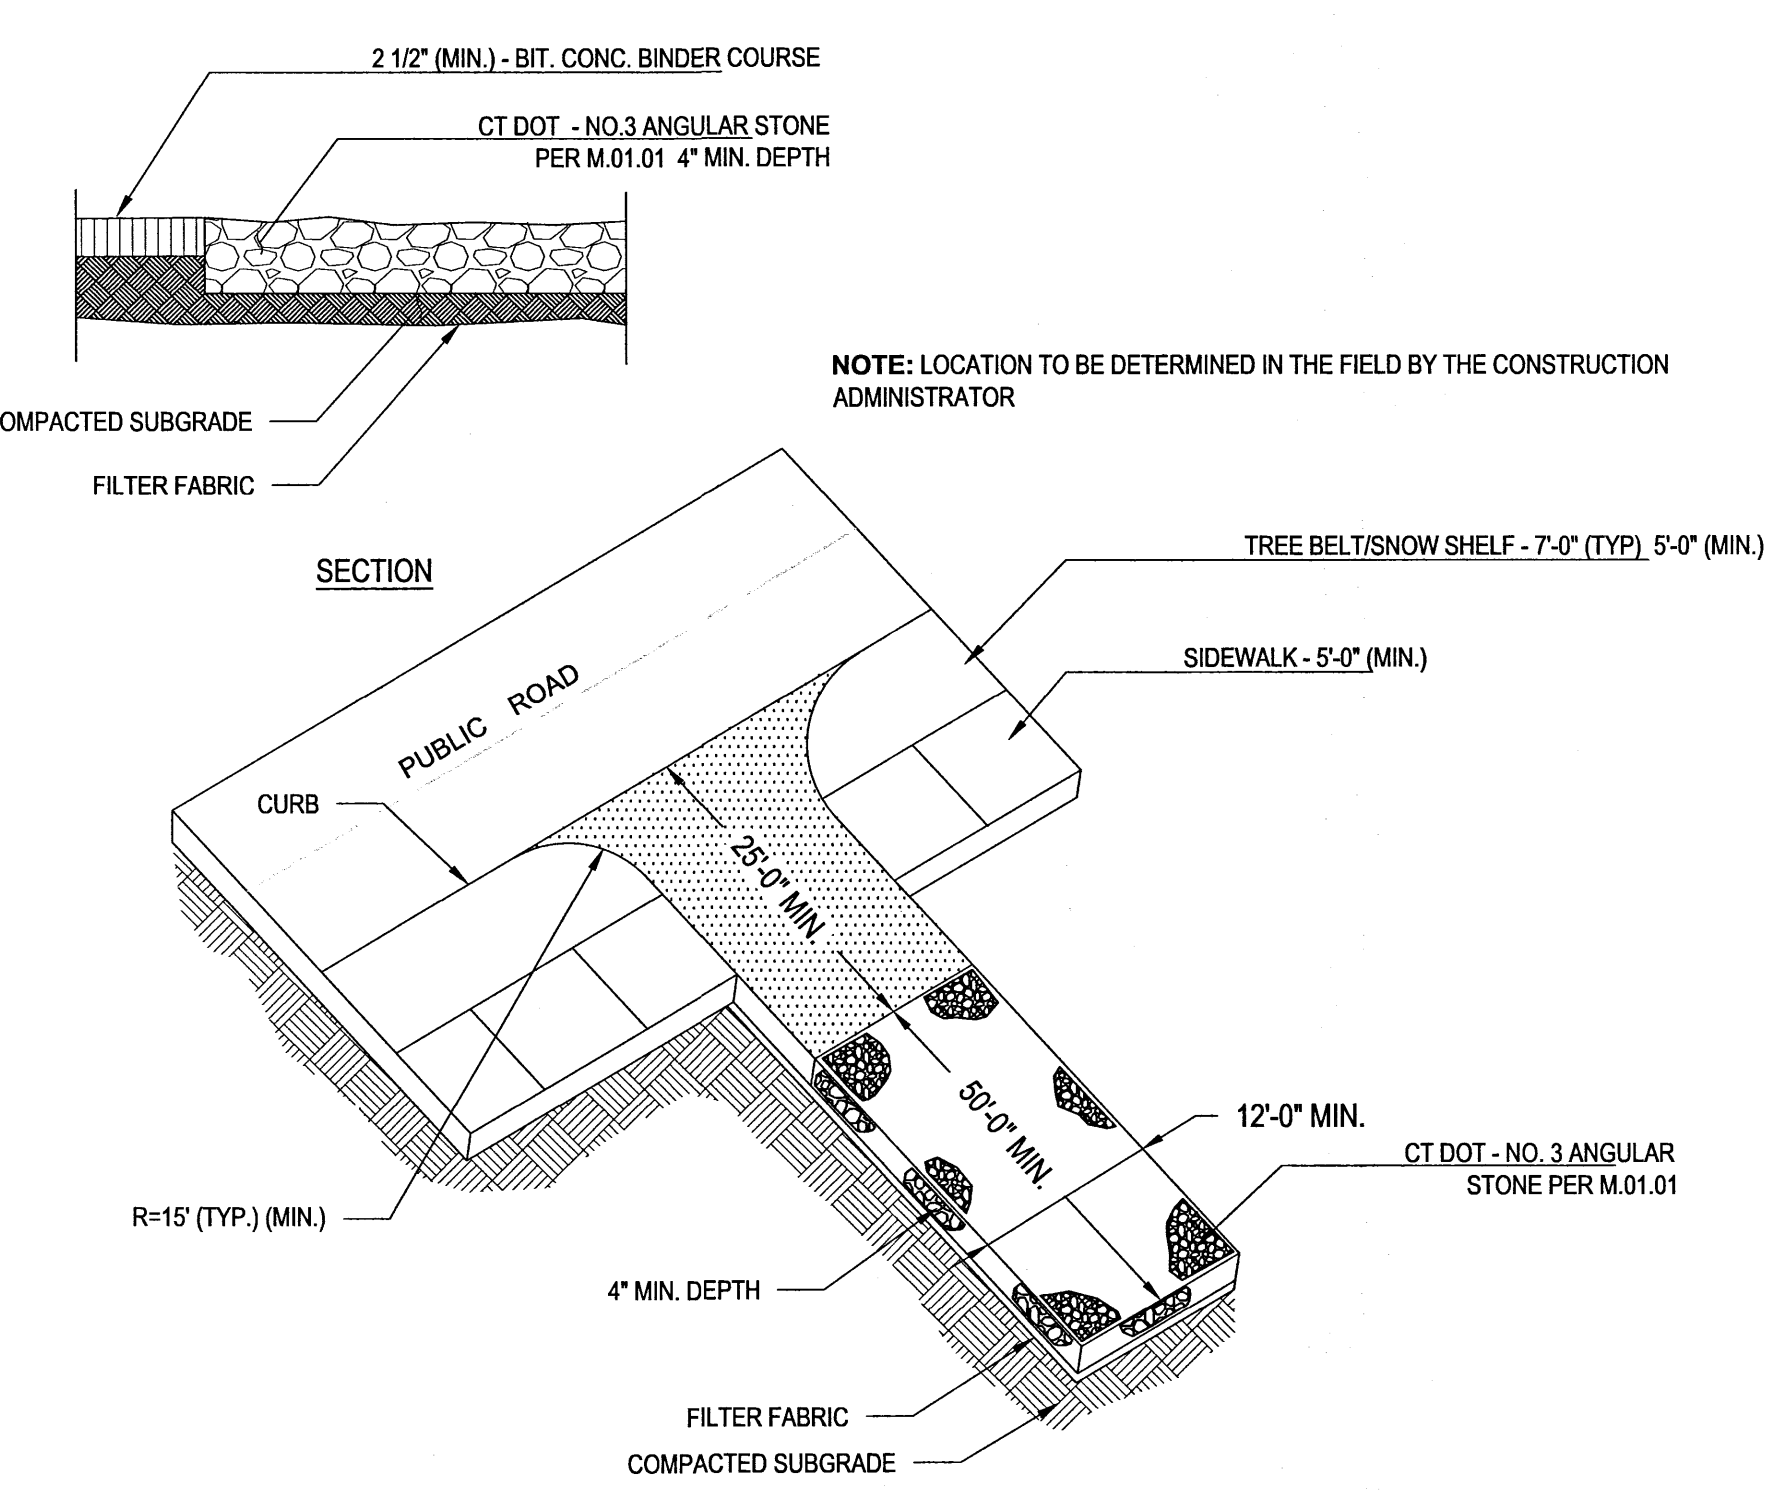 2 1/2" (MIN.) - BIT. CONC. BINDER COURSE
CT DOT - NO.3 ANGULAR STONE
PER M.01.01 4" MIN. DEPTH
OMPACTED SUBGRADE
FILTER FABRIC
SECTION
NOTE: LOCATION TO BE DETERMINED IN THE FIELD BY THE CONSTRUCTION
ADMINISTRATOR
TREE BELT/SNOW SHELF - 7'-0" (TYP) 5'-0" (MIN.)
SIDEWALK - 5'-0" (MIN.)
PUBLIC ROAD
CURB
25'-0" MIN.
50'-0" MIN.
12'-0" MIN.
CT DOT - NO. 3 ANGULAR
STONE PER M.01.01
R=15' (TYP.) (MIN.)
4" MIN. DEPTH
FILTER FABRIC
COMPACTED SUBGRADE